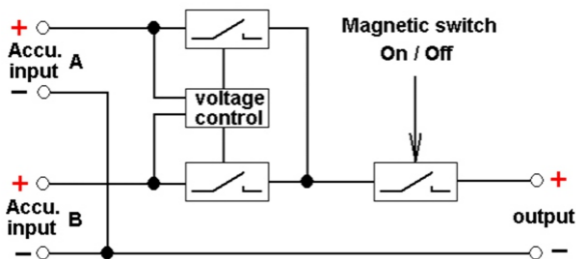 +
Accu.
input A
−
Magnetic switch
On / Off
voltage
control
+
Accu.
input B
−
+
output
−